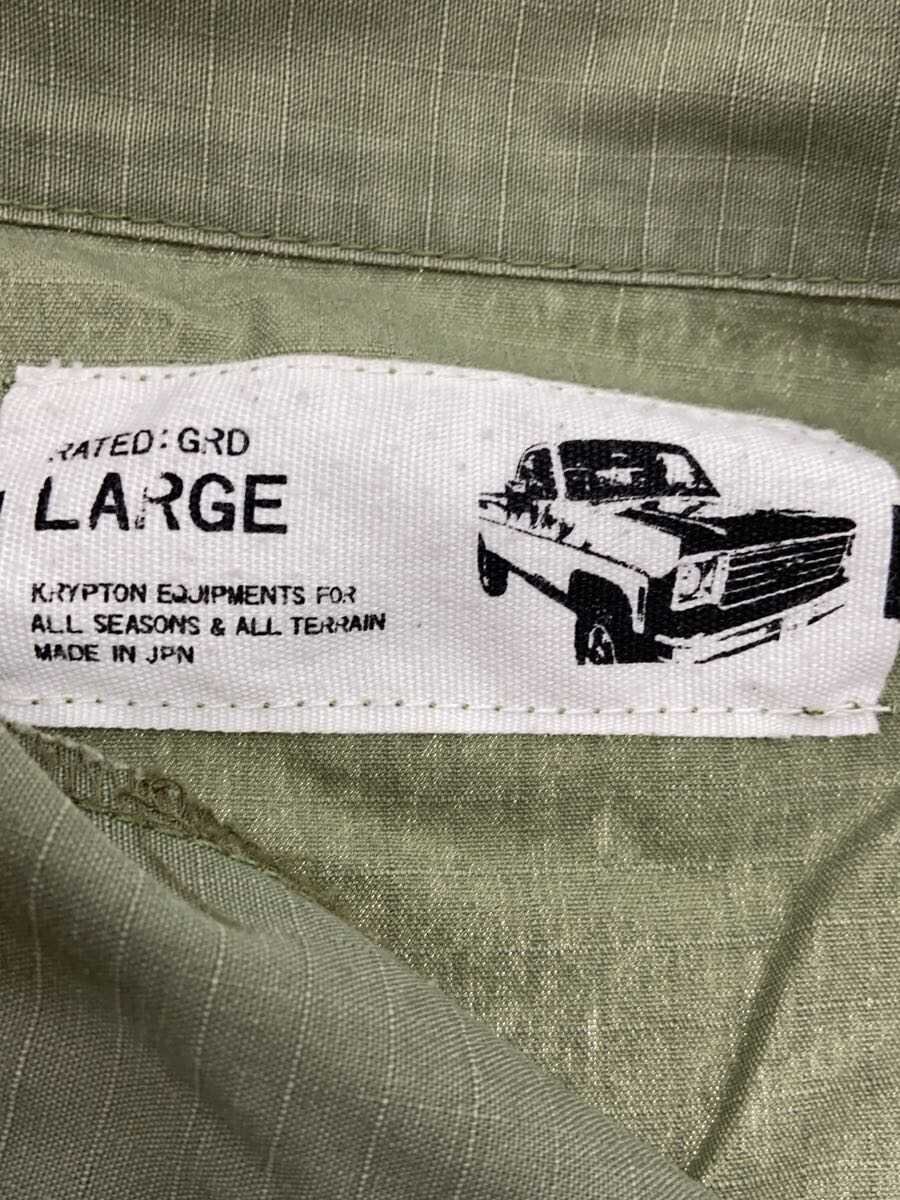 RATED:GRD
LARGE
KRYPTON EQUIPMENTS FOR
ALL SEASONS & ALL TERRAIN
MADE IN JPN